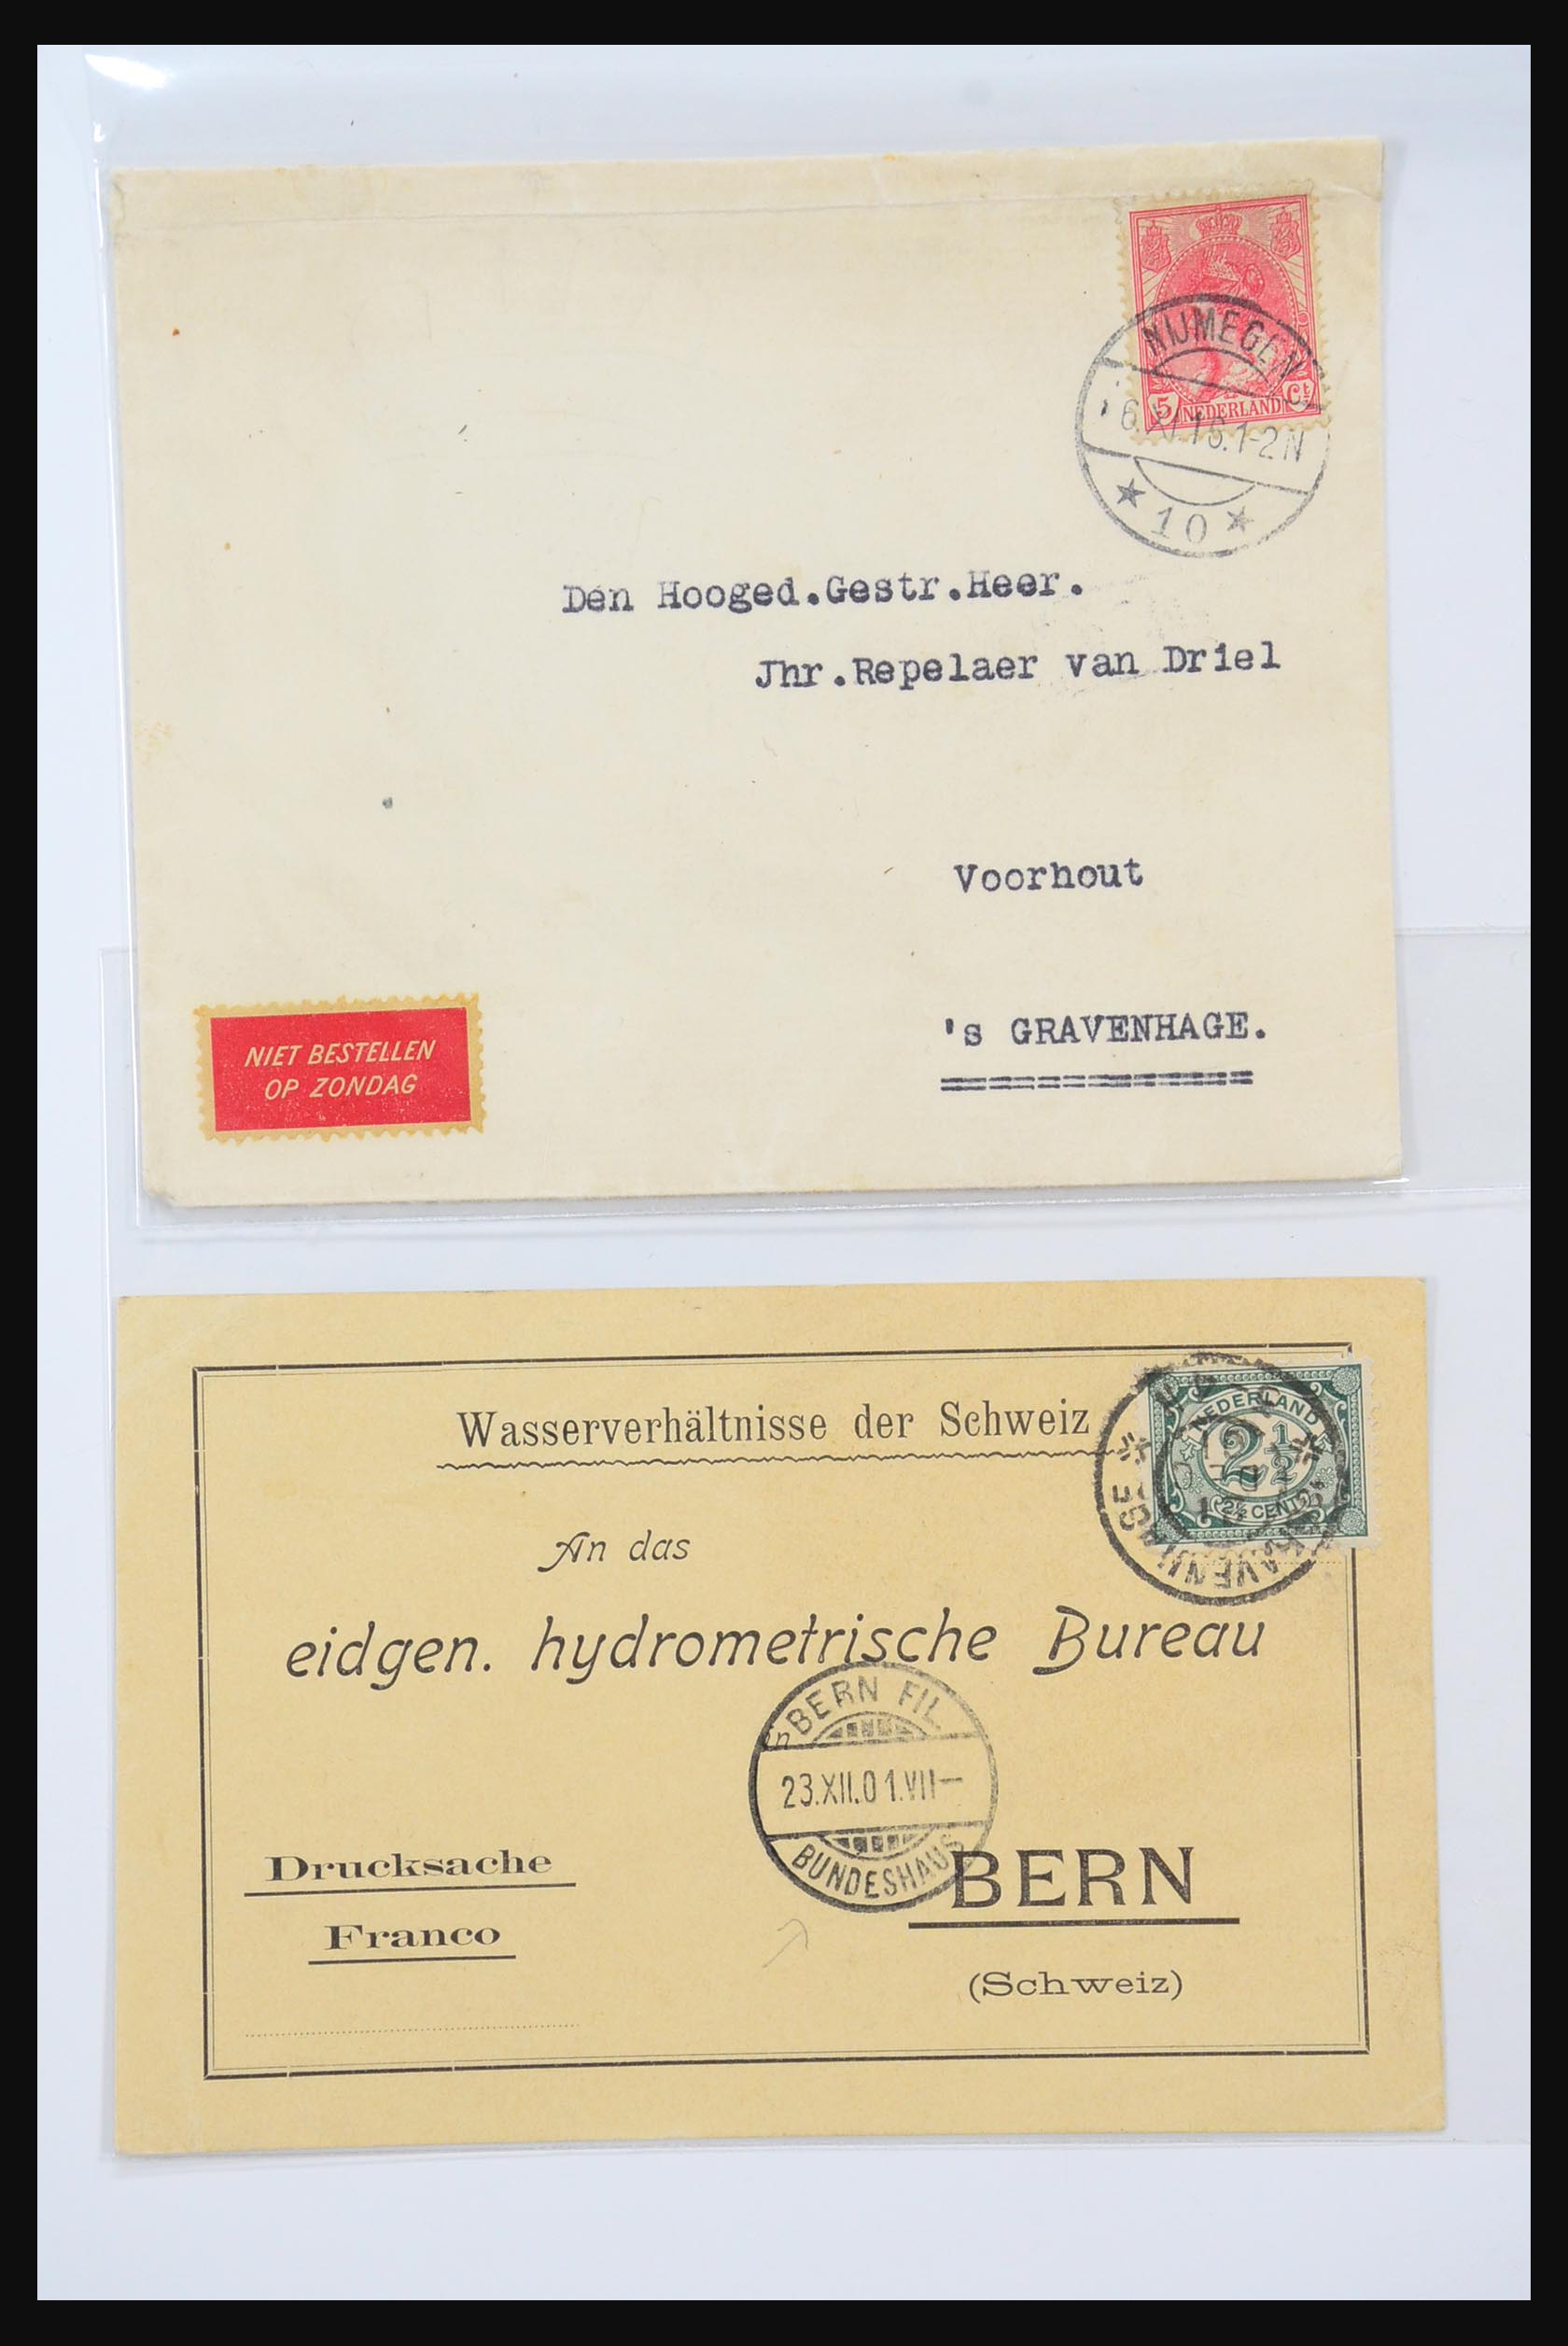 NIJMEGEN
1-2N
10
5 NEDERLAND Ct
Den Hooged.Gestr.Heer.
Jhr.Repelaer van Driel
Voorhout
's GRAVENHAGE.
NIET BESTELLEN
OP ZONDAG
Wasserverhältnisse der Schweiz
NEDERLAND
2½
2½ CENT
An das
eidgen. hydrometrische Bureau
BERN FIL.
23.XII.01.VII–
BUNDESHAUS
Drucksache
Franco
BERN
(Schweiz)